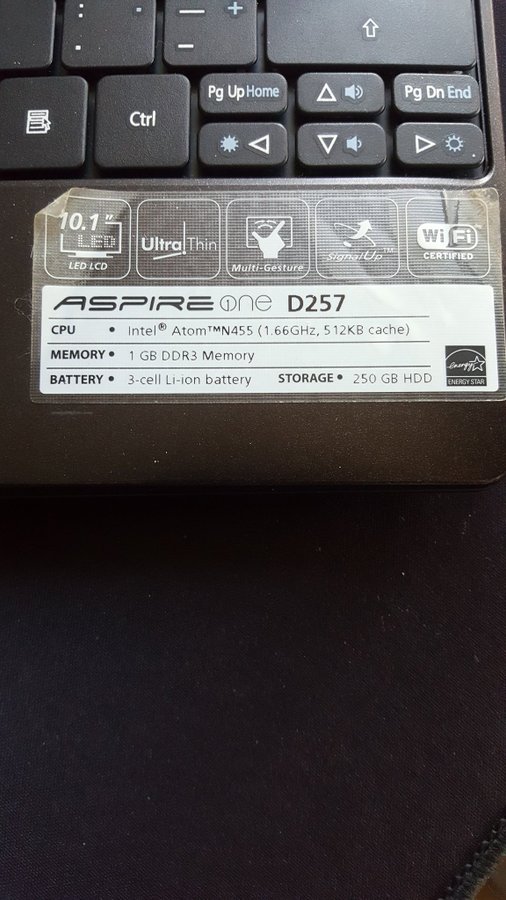 Pg Up Home
Pg Dn End
Ctrl
10.1"
LED
LED LCD
Ultra Thin
Multi-Gesture
SignalUp™
Wi Fi
CERTIFIED
ASPIRE one D257
CPU • Intel® Atom™N455 (1.66GHz, 512KB cache)
MEMORY • 1 GB DDR3 Memory
BATTERY • 3-cell Li-ion battery STORAGE • 250 GB HDD
energy
ENERGY STAR